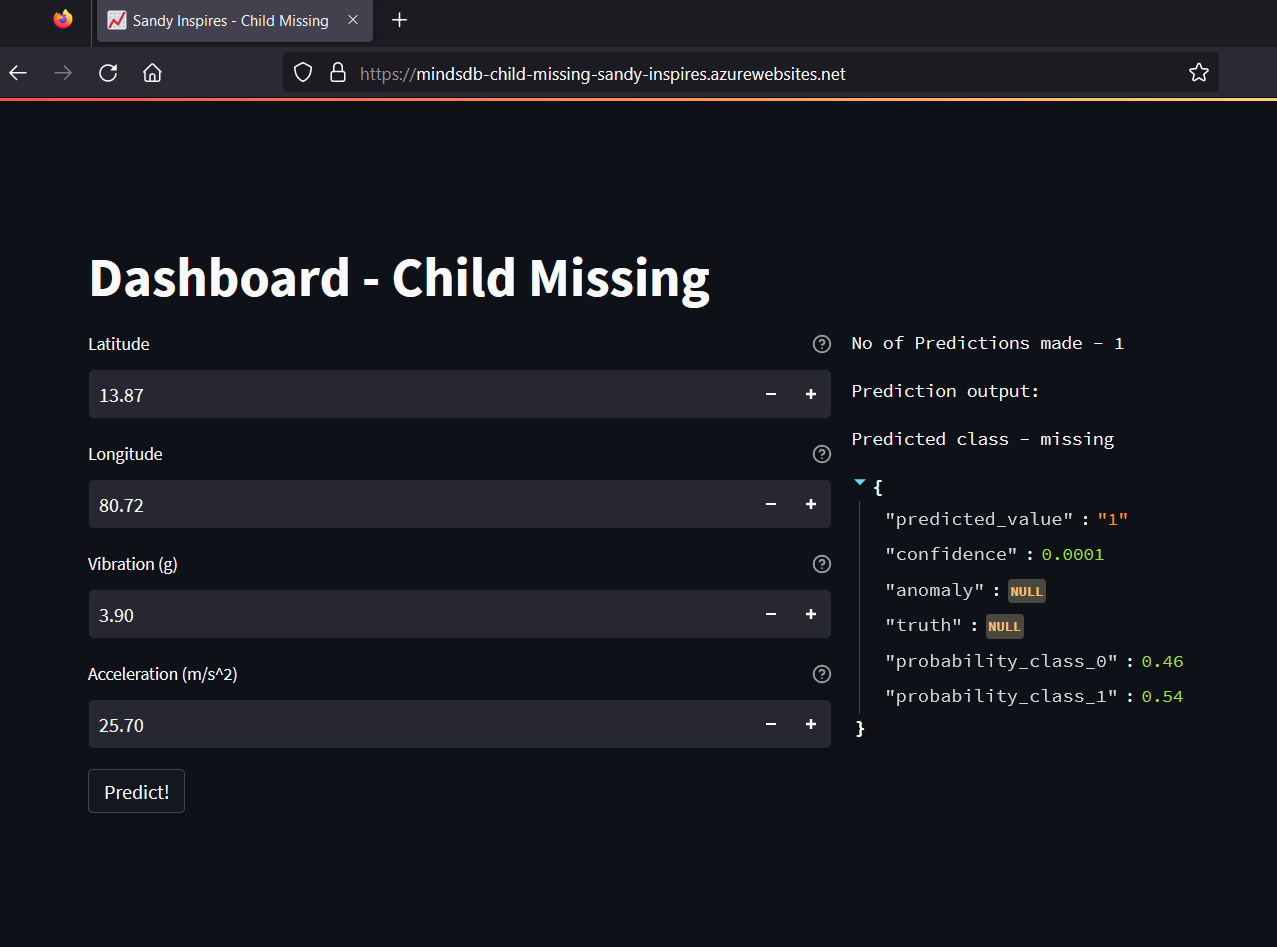 Sandy Inspires - Child Missing
https://mindsdb-child-missing-sandy-inspires.azurewebsites.net
Dashboard - Child Missing
Latitude
13.87
Longitude
80.72
Vibration (g)
3.90
Acceleration (m/s^2)
25.70
Predict!
No of Predictions made - 1
Prediction output:
Predicted class - missing
{
"predicted_value" : "1"
"confidence" : 0.0001
"anomaly" : NULL
"truth" : NULL
"probability_class_0" : 0.46
"probability_class_1" : 0.54
}